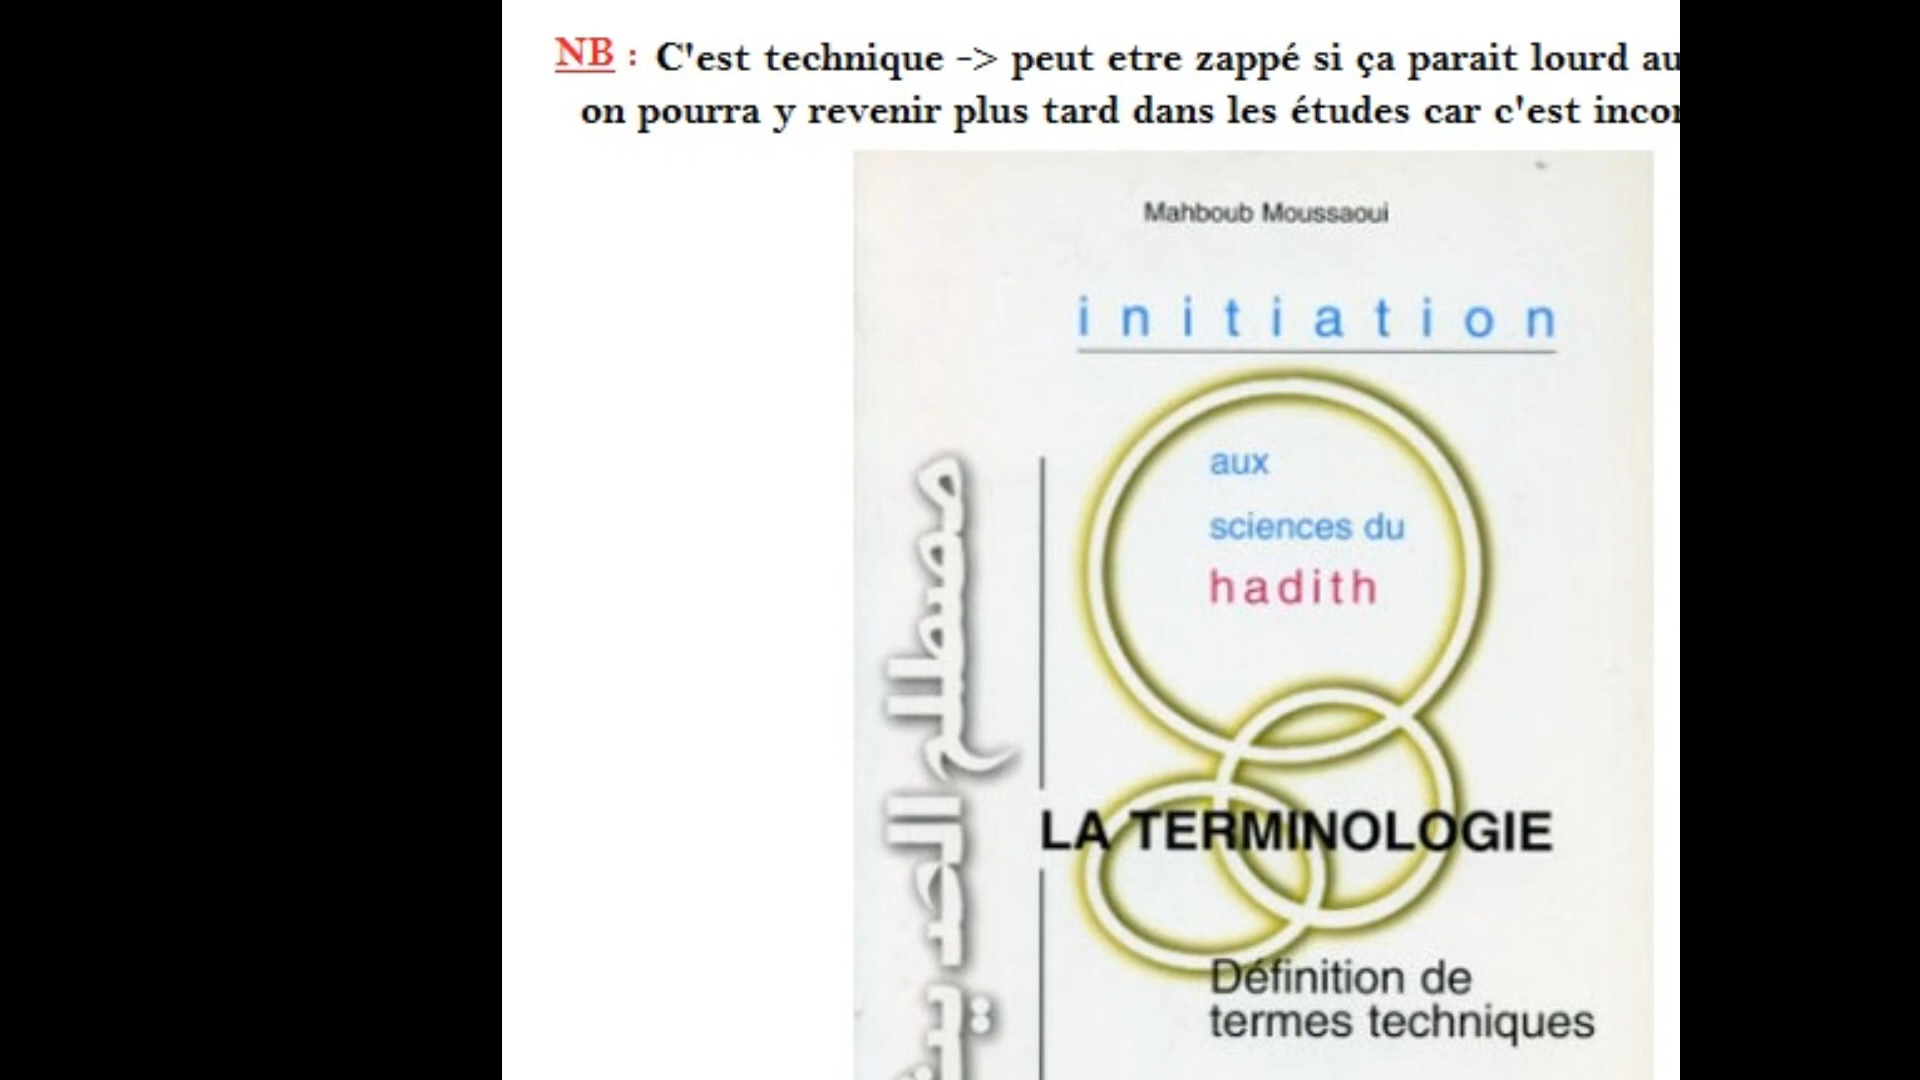 NB : C'est technique -> peut etre zappé si ça parait lourd au
on pourra y revenir plus tard dans les études car c'est
Mahboub Moussaoui
initiation
aux
sciences du
hadith
مصطلح الحديث
LA TERMINOLOGIE
Définition de
termes techniques